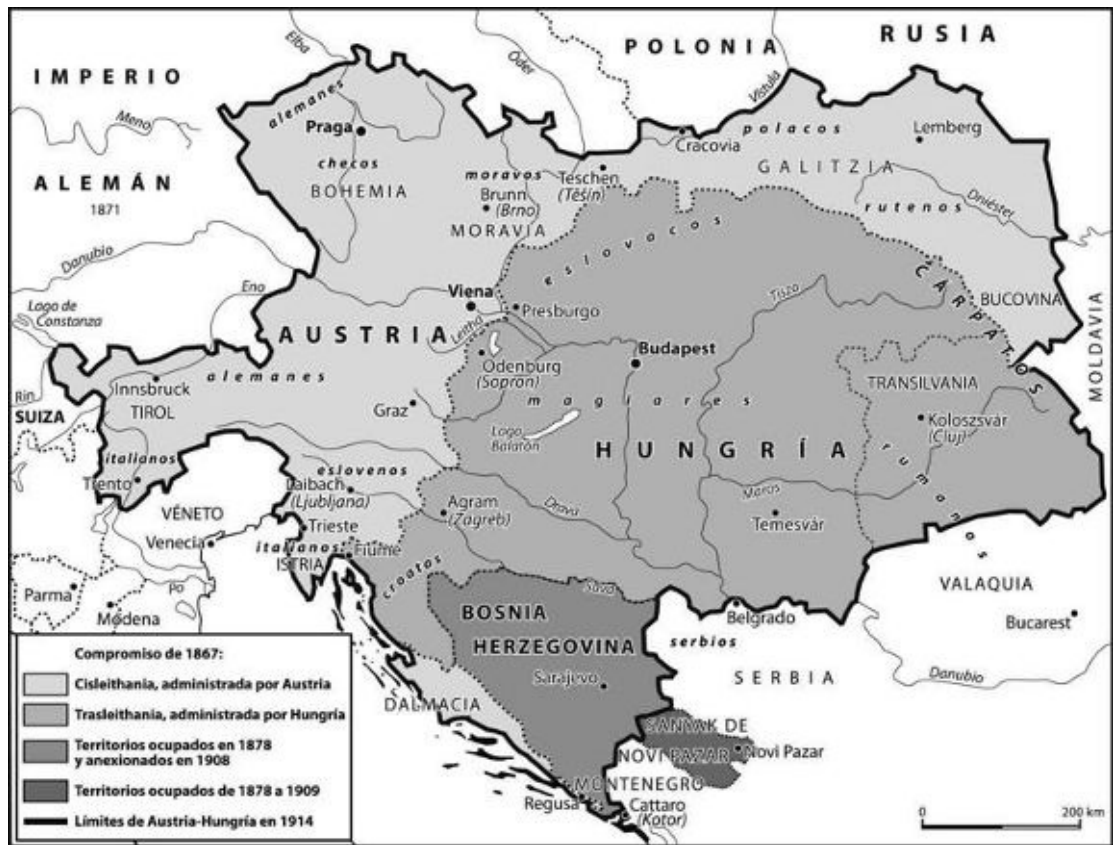 IMPERIO
ALEMÁN
1871
POLONIA
RUSIA
Elba
Óder
Vístula
Meno
alemanes
Praga
checos
BOHEMIA
moravos
Brunn
(Brno)
MORAVIA
Teschen
(Těšín)
Cracovia
polacos
Lemberg
GALITZIA
rutenos
Dniéster
Danubio
Lago de
Constanza
Eno
Viena
Leitha
Presburgo
eslovacos
Tisza
CÁRPATOS
BUCOVINA
MOLDAVIA
AUSTRIA
alemanes
Odenburg
(Sopron)
Budapest
TRANSILVANIA
Koloszsvár
(Cluj)
Rin
SUIZA
Innsbruck
TIROL
Graz
magiares
Lago
Balatón
HUNGRÍA
rumanos
italianos
Trento
eslovenos
Laibach
(Ljubljana)
Agram
(Zagreb)
Drava
Maros
Temesvár
VÉNETO
Venecia
Trieste
italianos
ISTRIA
Fiume
croatas
Parma
Po
Módena
BOSNIA
HERZEGOVINA
Sava
Sarajevo
Belgrado
serbios
SERBIA
VALAQUIA
Bucarest
Danubio
DALMACIA
SANYAK DE
NOVI PAZAR
Novi Pazar
MONTENEGRO
Regusa
Cattaro
(Kotor)
Compromiso de 1867:
Cisleithania, administrada por Austria
Trasleithania, administrada por Hungría
Territorios ocupados en 1878
y anexionados en 1908
Territorios ocupados de 1878 a 1909
Límites de Austria-Hungría en 1914
0 200 km